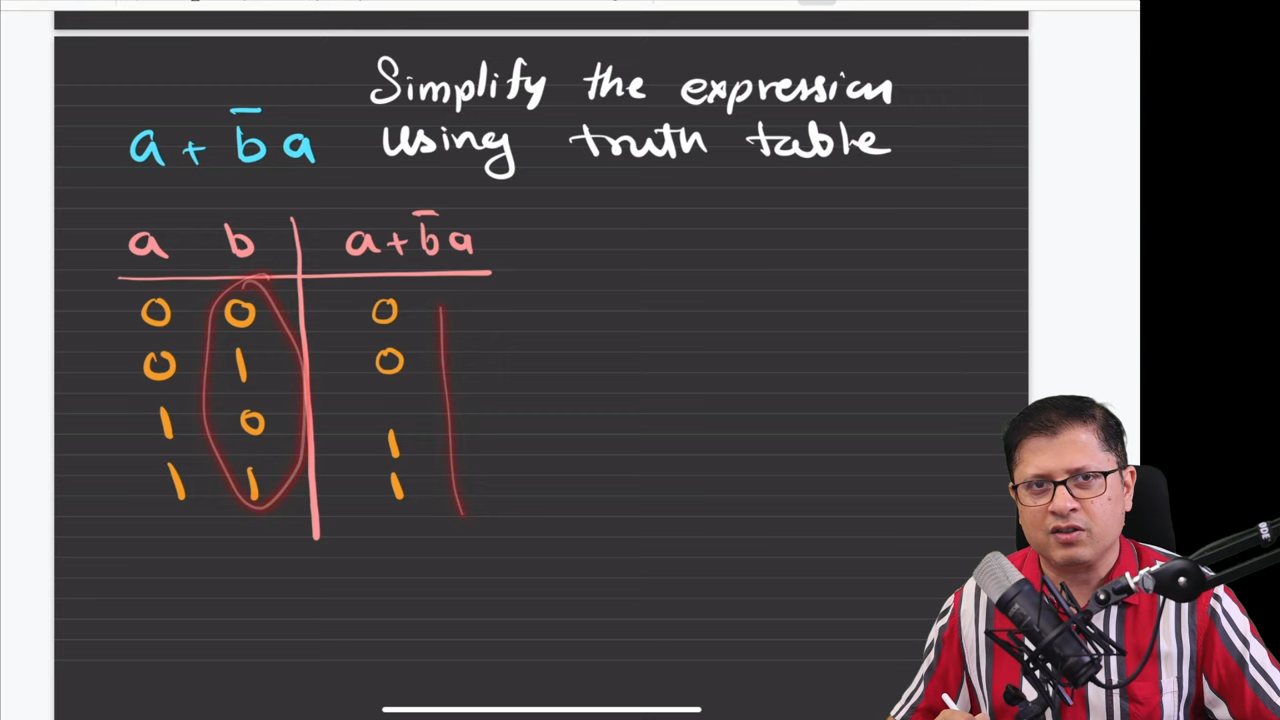 Simplify the expression
a + b̅ a using truth table
a b a + b̅ a
0 0 0
0 1 0
1 0 1
1 1 1